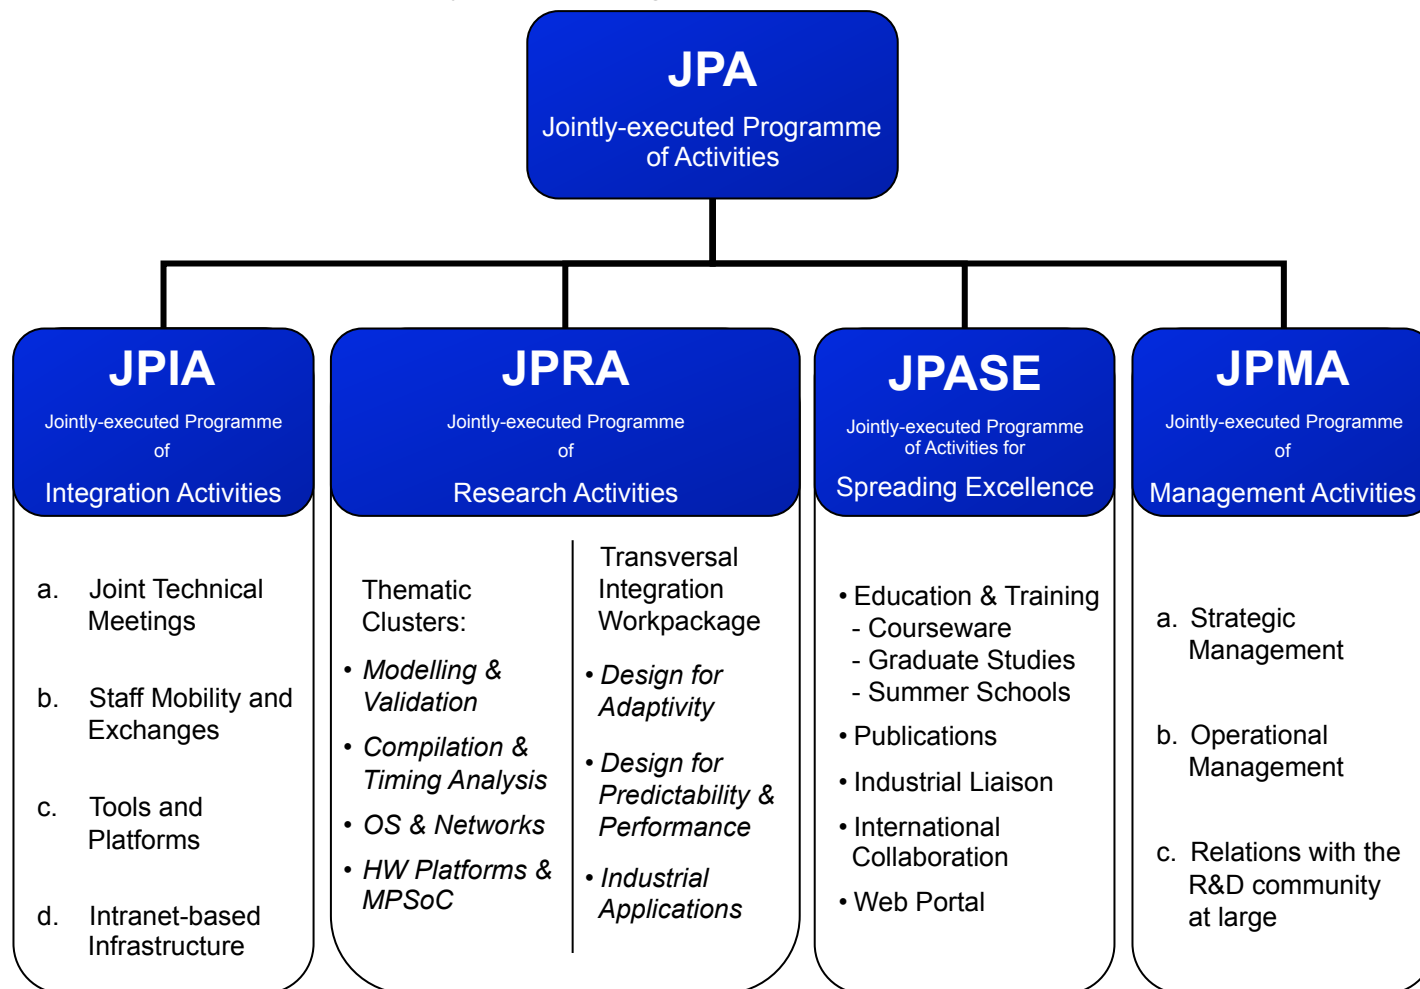 JPA
Jointly-executed Programme
of Activities
JPIA
Jointly-executed Programme
of
Integration Activities
a. Joint Technical
Meetings
b. Staff Mobility and
Exchanges
c. Tools and
Platforms
d. Intranet-based
Infrastructure
JPRA
Jointly-executed Programme
of
Research Activities
Thematic
Clusters:
• Modelling &
Validation
• Compilation &
Timing Analysis
• OS & Networks
• HW Platforms &
MPSoC
Transversal
Integration
Workpackage
• Design for
Adaptivity
• Design for
Predictability &
Performance
• Industrial
Applications
JPASE
Jointly-executed Programme
of Activities for
Spreading Excellence
• Education & Training
- Courseware
- Graduate Studies
- Summer Schools
• Publications
• Industrial Liaison
• International
Collaboration
• Web Portal
JPMA
Jointly-executed Programme
of
Management Activities
a. Strategic
Management
b. Operational
Management
c. Relations with the
R&D community
at large